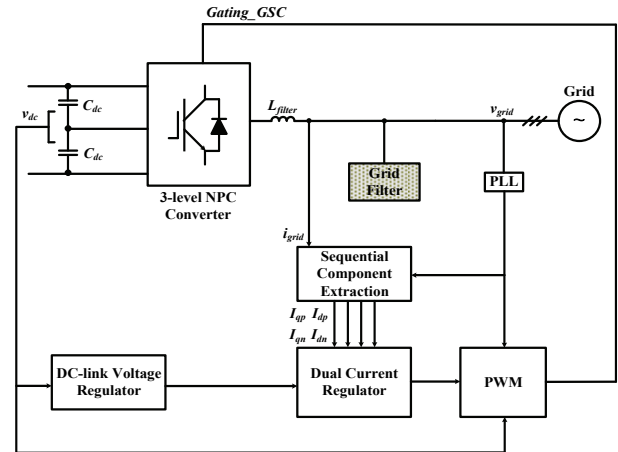 Gating_GSC
Grid
v_dc
C_dc
C_dc
L_filter
v_grid
~
3-level NPC
Converter
Grid
Filter
PLL
i_grid
Sequential
Component
Extraction
I_qp I_dp
I_qn I_dn
DC-link Voltage
Regulator
Dual Current
Regulator
PWM